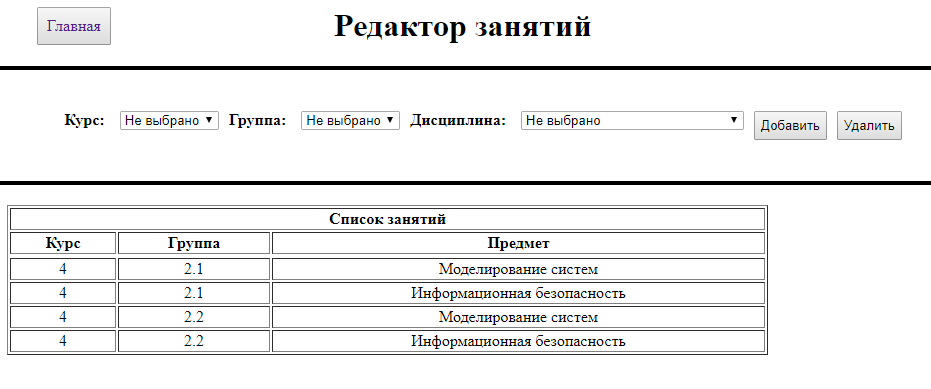 Главная
Редактор занятий
Курс: Не выбрано Группа: Не выбрано Дисциплина: Не выбрано Добавить Удалить
Список занятий
Курс Группа Предмет
4 2.1 Моделирование систем
4 2.1 Информационная безопасность
4 2.2 Моделирование систем
4 2.2 Информационная безопасность